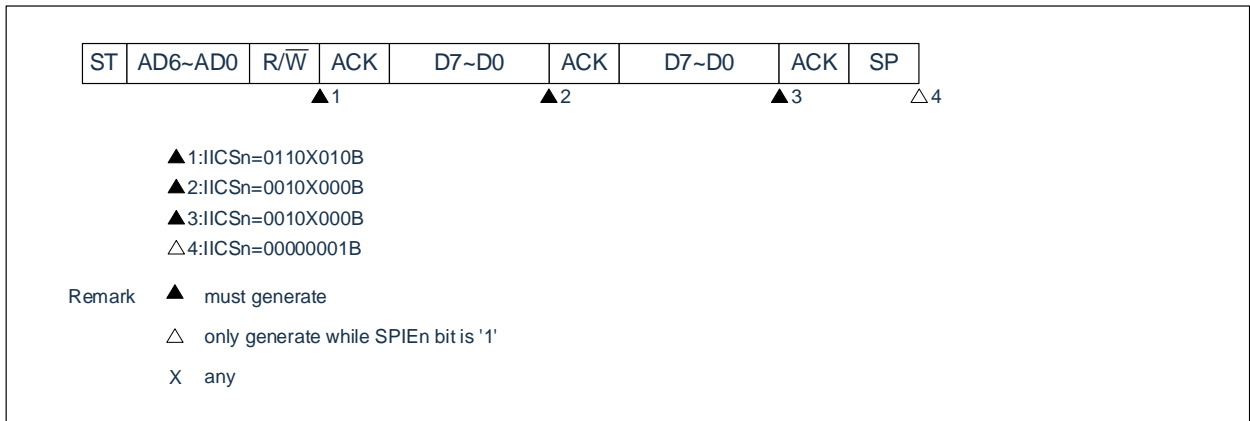 ST AD6~AD0 R/W̅ ACK D7~D0 ACK D7~D0 ACK SP
▲1 ▲2 ▲3 △4
▲1:IICSn=0110X010B
▲2:IICSn=0010X000B
▲3:IICSn=0010X000B
△4:IICSn=00000001B
Remark ▲ must generate
△ only generate while SPIEn bit is '1'
X any